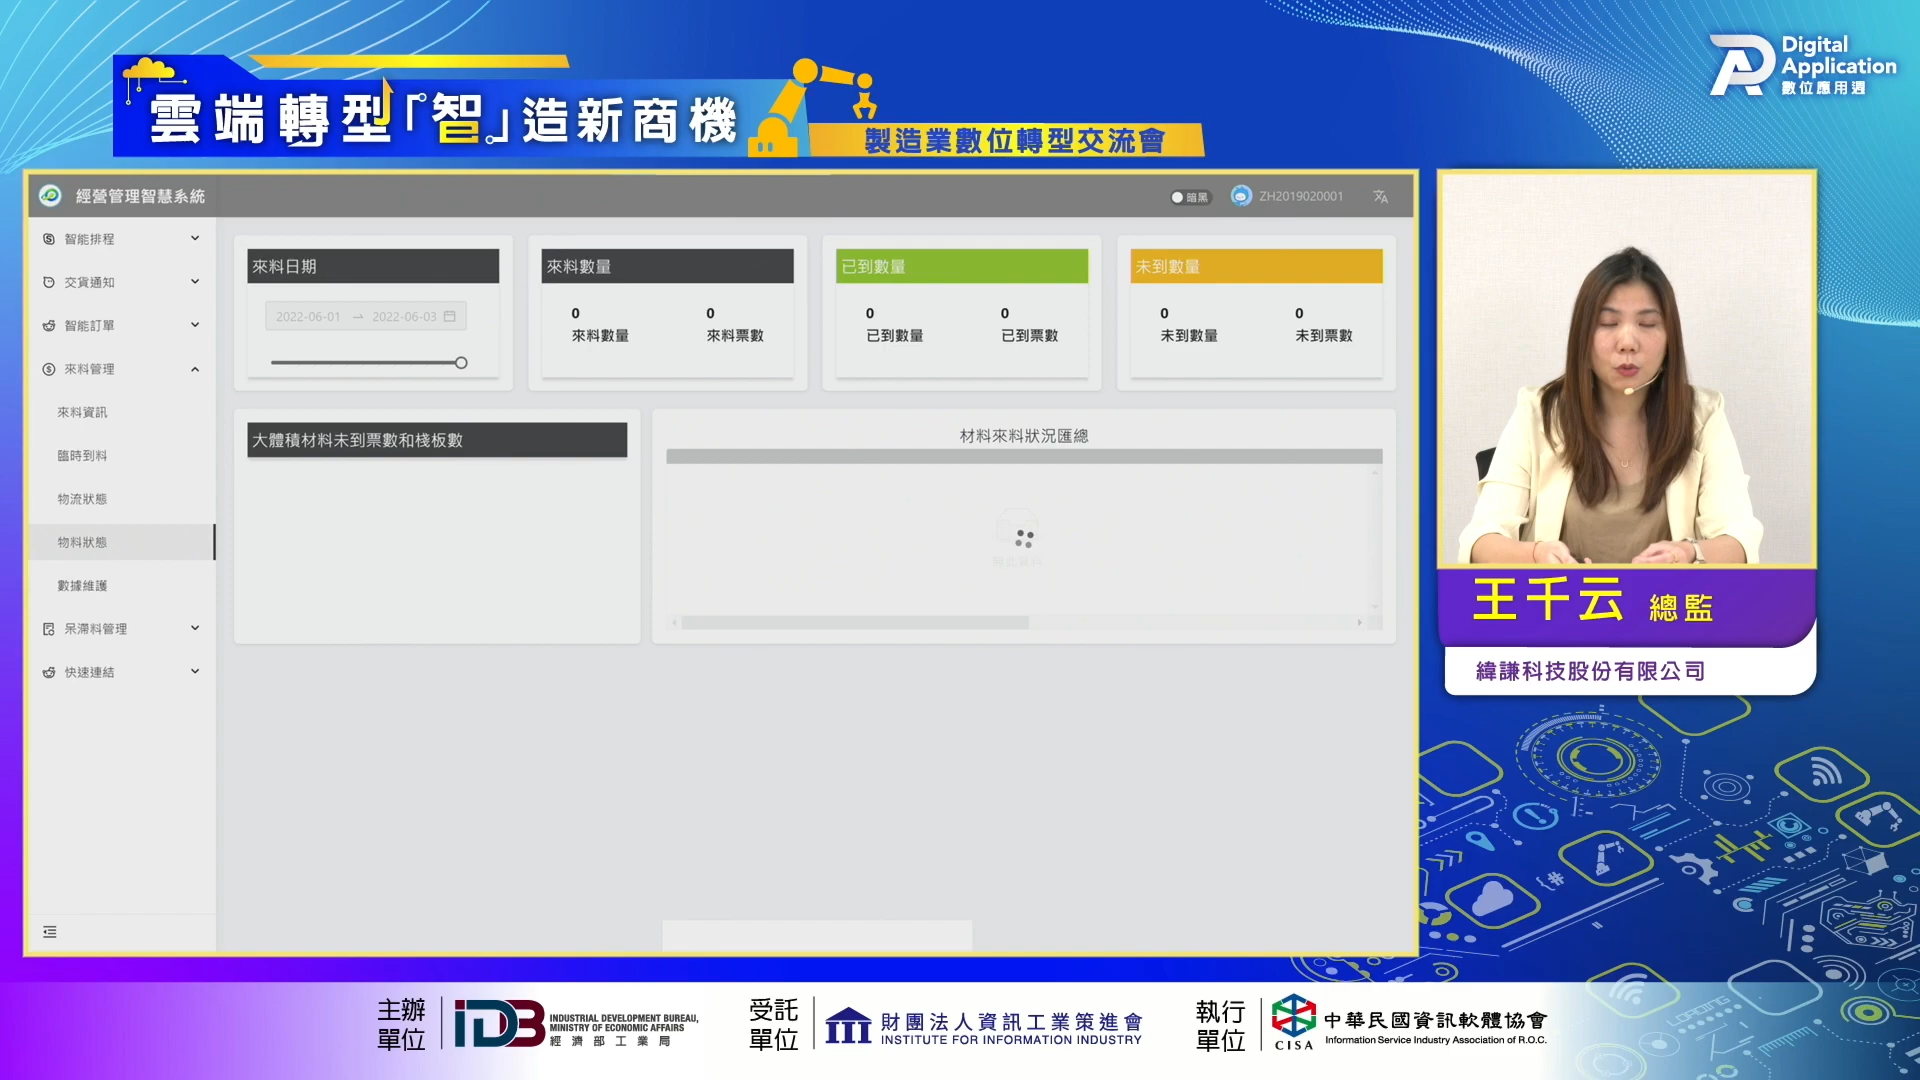 雲端轉型「智」造新商機
製造業數位轉型交流會
Digital
Application
數位應用週
經營管理智慧系統
暗黑
ZH2019020001
智能排程
交貨通知
智能訂單
來料管理
來料資訊
臨時到料
物流狀態
物料狀態
數據維護
呆滯料管理
快速連結
來料日期
2022-06-01 → 2022-06-03
來料數量
0 0
來料數量 來料票數
已到數量
0 0
已到數量 已到票數
未到數量
0 0
未到數量 未到票數
大體積材料未到票數和棧板數
材料來料狀況匯總
王千云 總監
緯謙科技股份有限公司
主辦
單位
IDB
INDUSTRIAL DEVELOPMENT BUREAU,
MINISTRY OF ECONOMIC AFFAIRS
經濟部工業局
受託
單位
財團法人資訊工業策進會
INSTITUTE FOR INFORMATION INDUSTRY
執行
單位
CISA
中華民國資訊軟體協會
Information Service Industry Association of R.O.C.